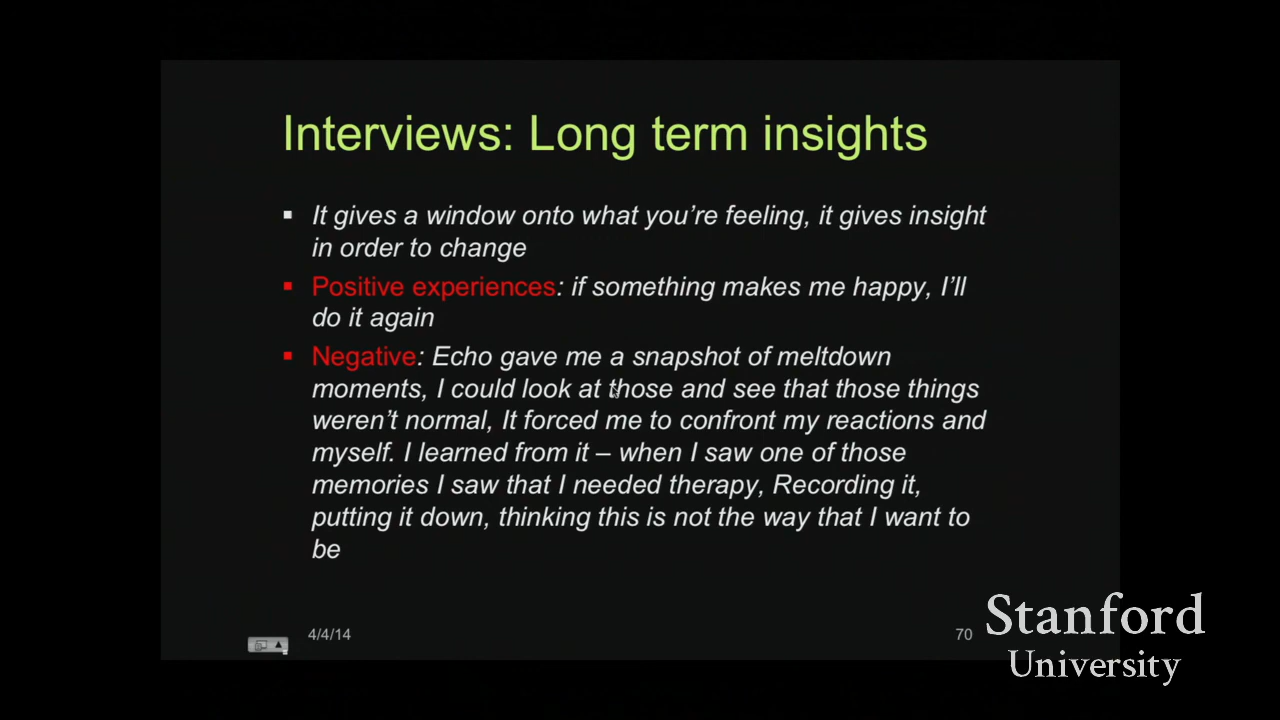 Interviews: Long term insights
▪ It gives a window onto what you’re feeling, it gives insight
in order to change
▪ Positive experiences: if something makes me happy, I’ll
do it again
▪ Negative: Echo gave me a snapshot of meltdown
moments, I could look at those and see that those things
weren’t normal, It forced me to confront my reactions and
myself. I learned from it – when I saw one of those
memories I saw that I needed therapy, Recording it,
putting it down, thinking this is not the way that I want to
be
4/4/14
70
Stanford
University